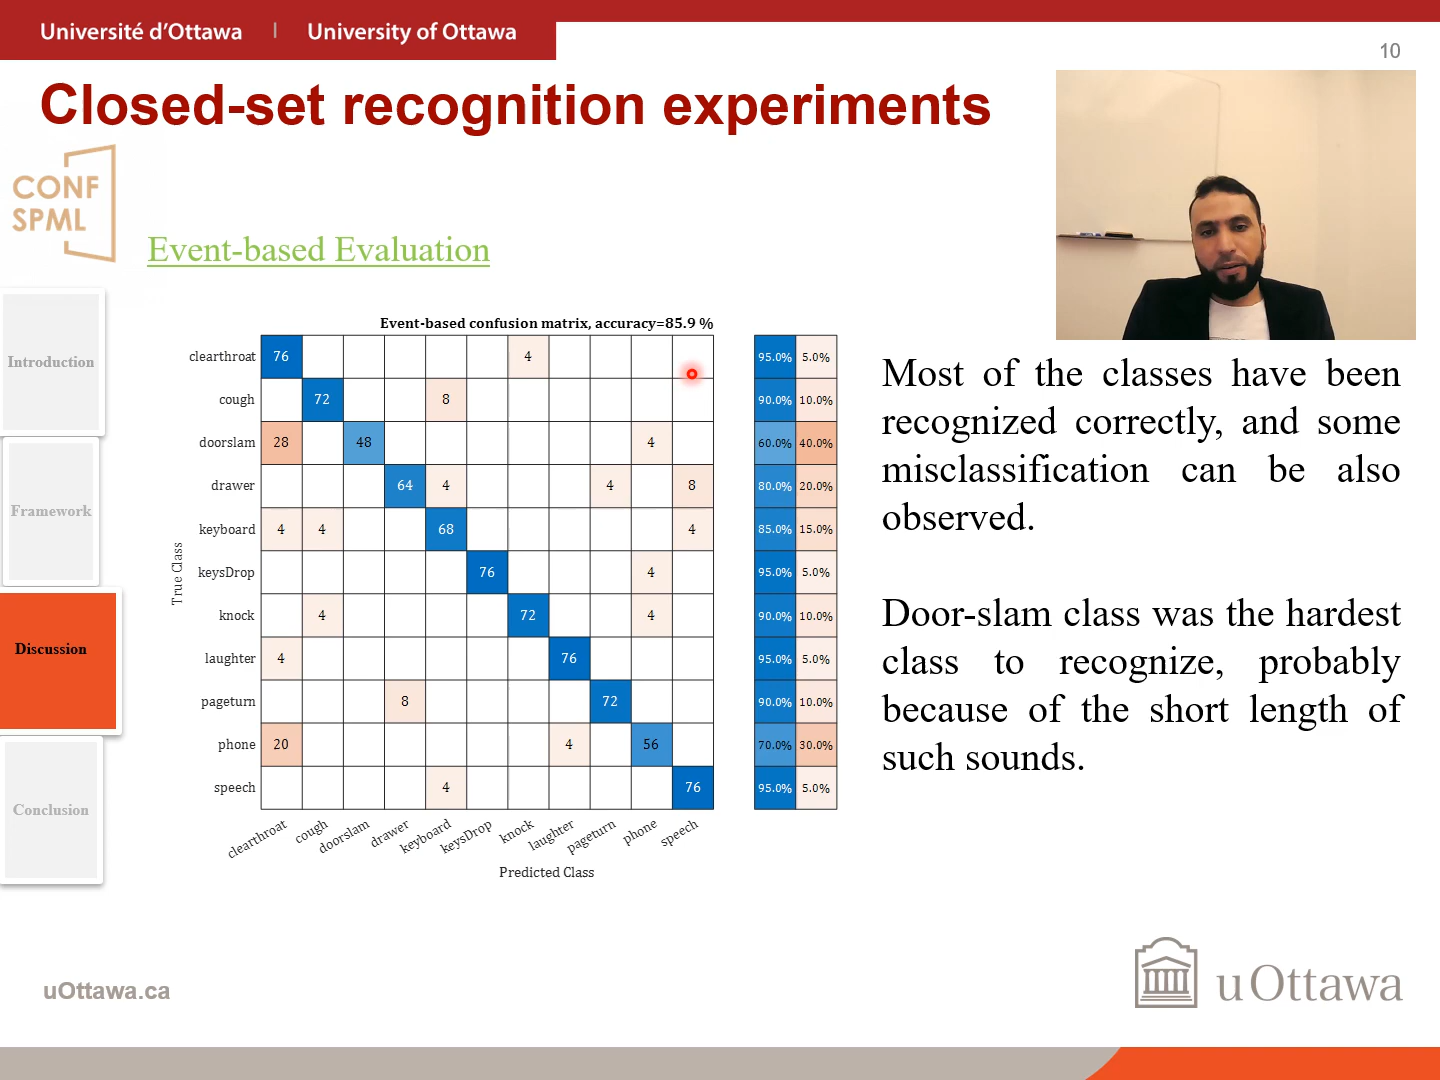 Université d'Ottawa | University of Ottawa
10
Closed-set recognition experiments
CONF
SPML
Event-based Evaluation
Introduction
Framework
Discussion
Conclusion
Event-based confusion matrix, accuracy=85.9 %
True Class
clearthroat 76 4 95.0% 5.0%
cough 72 8 90.0% 10.0%
doorslam 28 48 4 60.0% 40.0%
drawer 64 4 4 8 80.0% 20.0%
keyboard 4 4 68 4 85.0% 15.0%
keysDrop 76 4 95.0% 5.0%
knock 4 72 4 90.0% 10.0%
laughter 4 76 95.0% 5.0%
pageturn 8 72 90.0% 10.0%
phone 20 4 56 70.0% 30.0%
speech 4 76 95.0% 5.0%
clearthroat cough doorslam drawer keyboard keysDrop knock laughter pageturn phone speech
Predicted Class
Most of the classes have been
recognized correctly, and some
misclassification can be also
observed.
Door-slam class was the hardest
class to recognize, probably
because of the short length of
such sounds.
uOttawa.ca
uOttawa